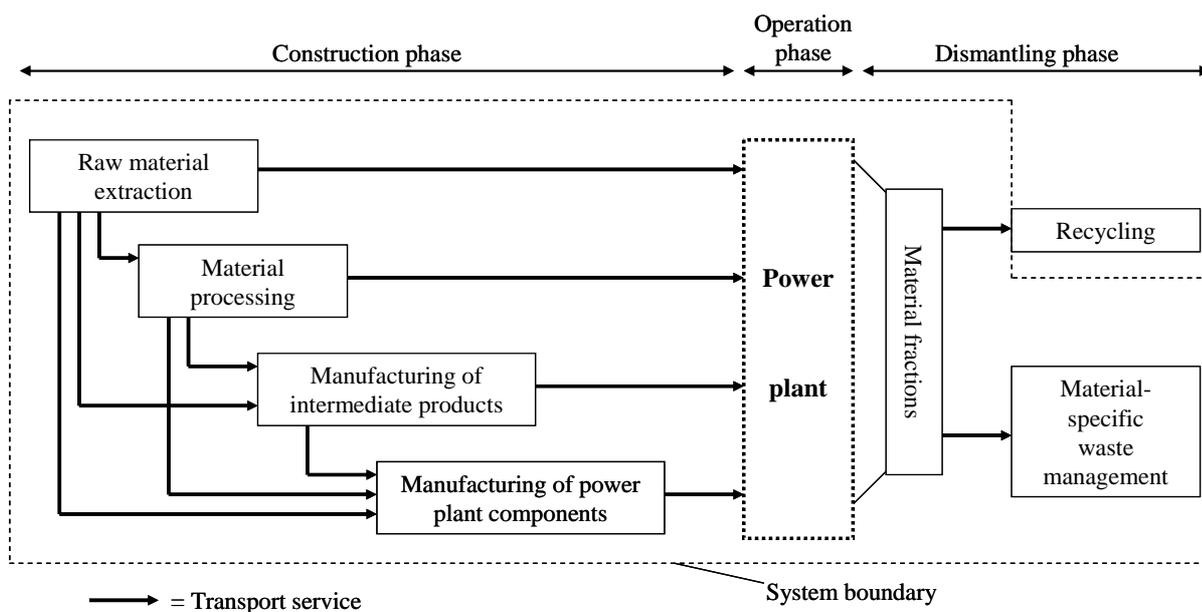 Construction phase
Operation
phase
Dismantling phase
Raw material
extraction
Material
processing
Manufacturing of
intermediate products
Manufacturing of power
plant components
Power
plant
Material fractions
Recycling
Material-
specific
waste
management
System boundary
= Transport service